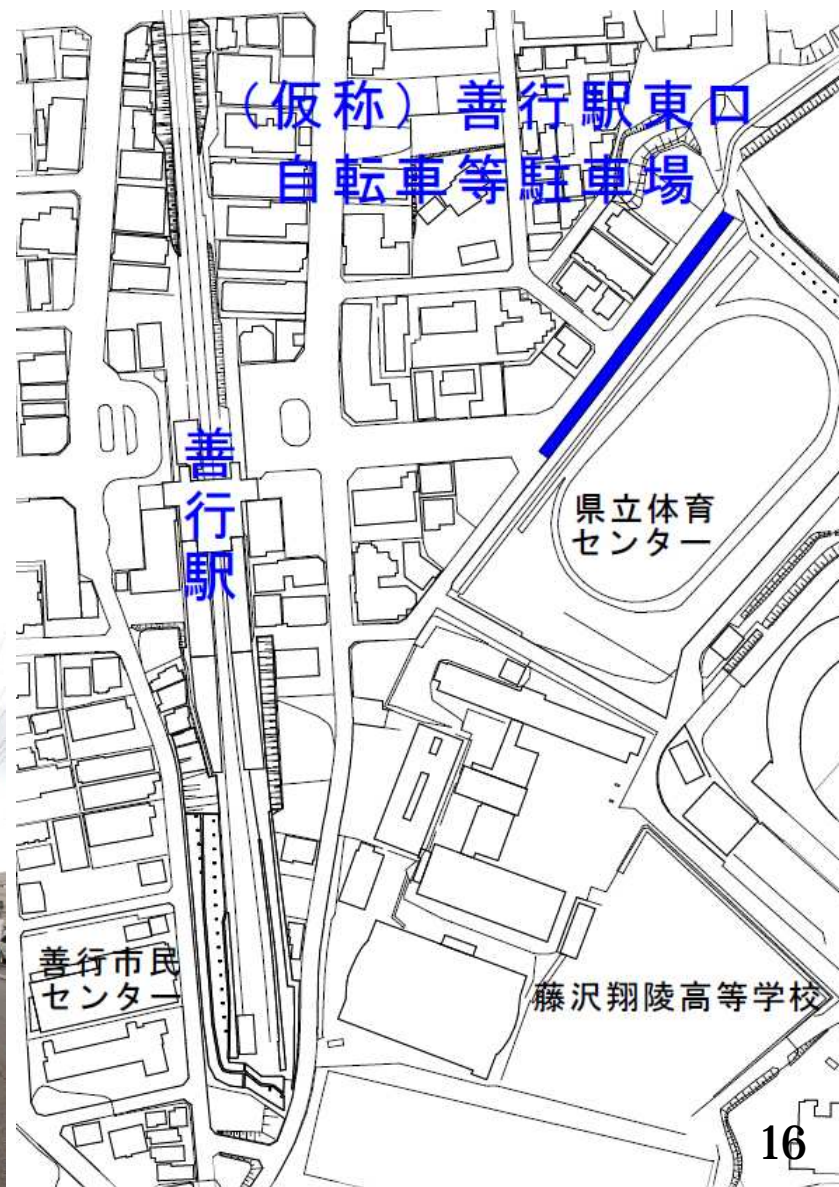 (仮称) 善行駅東口
自転車等駐車場
善行駅
県立体育
センター
善行市民
センター
藤沢翔陵高等学校
16